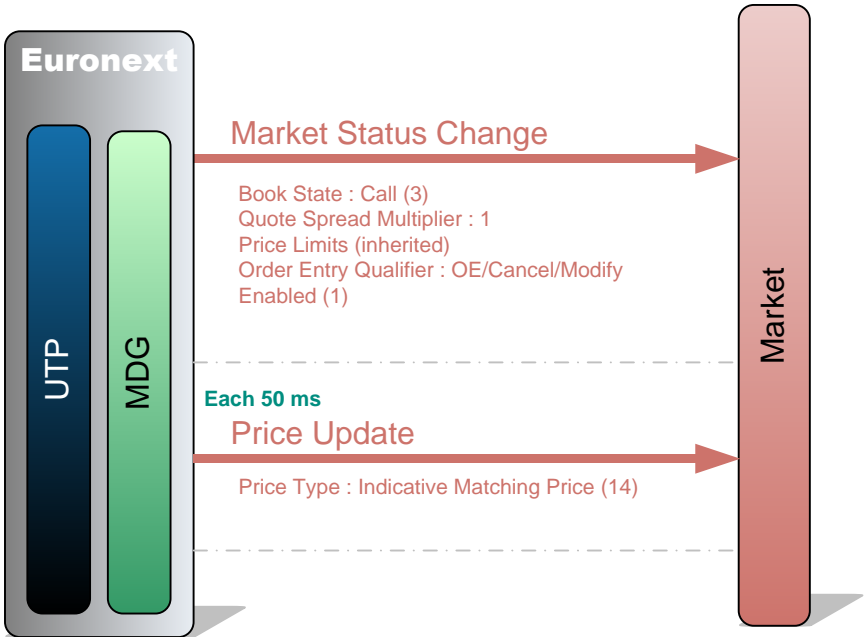 Euronext
UTP
MDG
Market Status Change
Book State : Call (3)
Quote Spread Multiplier : 1
Price Limits (inherited)
Order Entry Qualifier : OE/Cancel/Modify
Enabled (1)
Each 50 ms
Price Update
Price Type : Indicative Matching Price (14)
Market